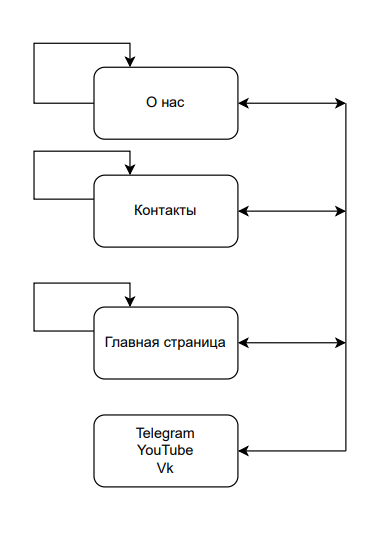 О нас
Контакты
Главная страница
Telegram
YouTube
Vk